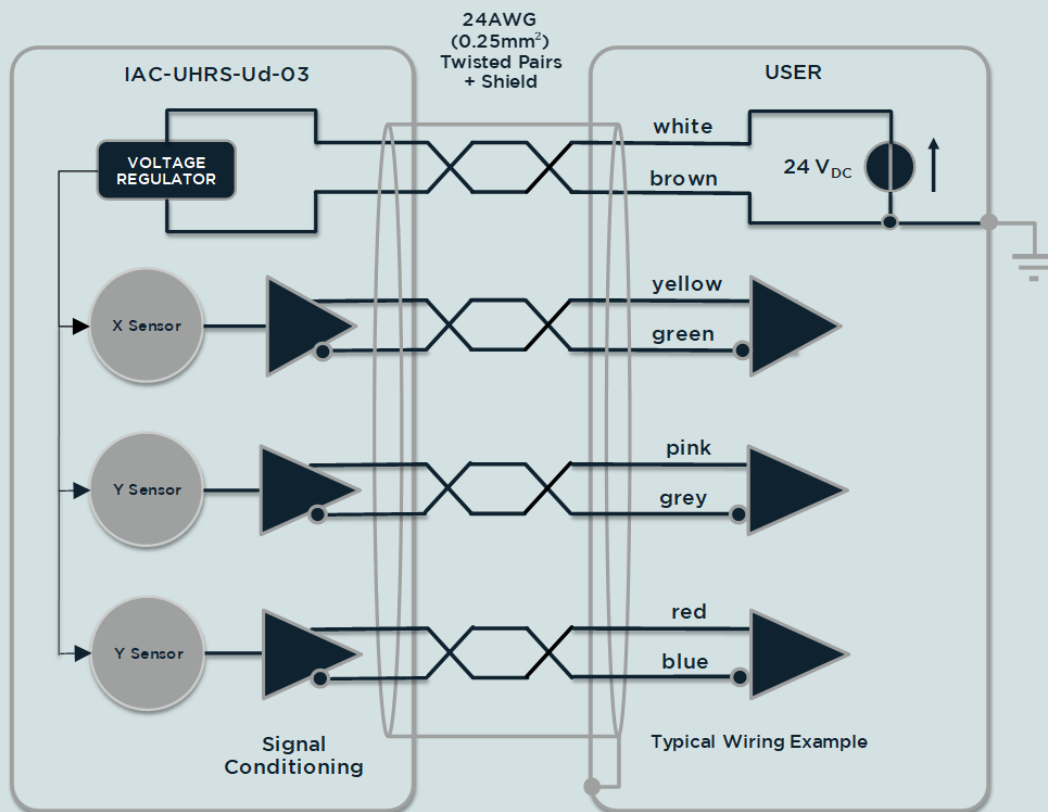 24AWG
(0.25mm²)
Twisted Pairs
+ Shield
IAC-UHRS-Ud-03
USER
VOLTAGE
REGULATOR
white
brown
24 V_DC
X Sensor
yellow
green
Y Sensor
pink
grey
Y Sensor
red
blue
Signal
Conditioning
Typical Wiring Example